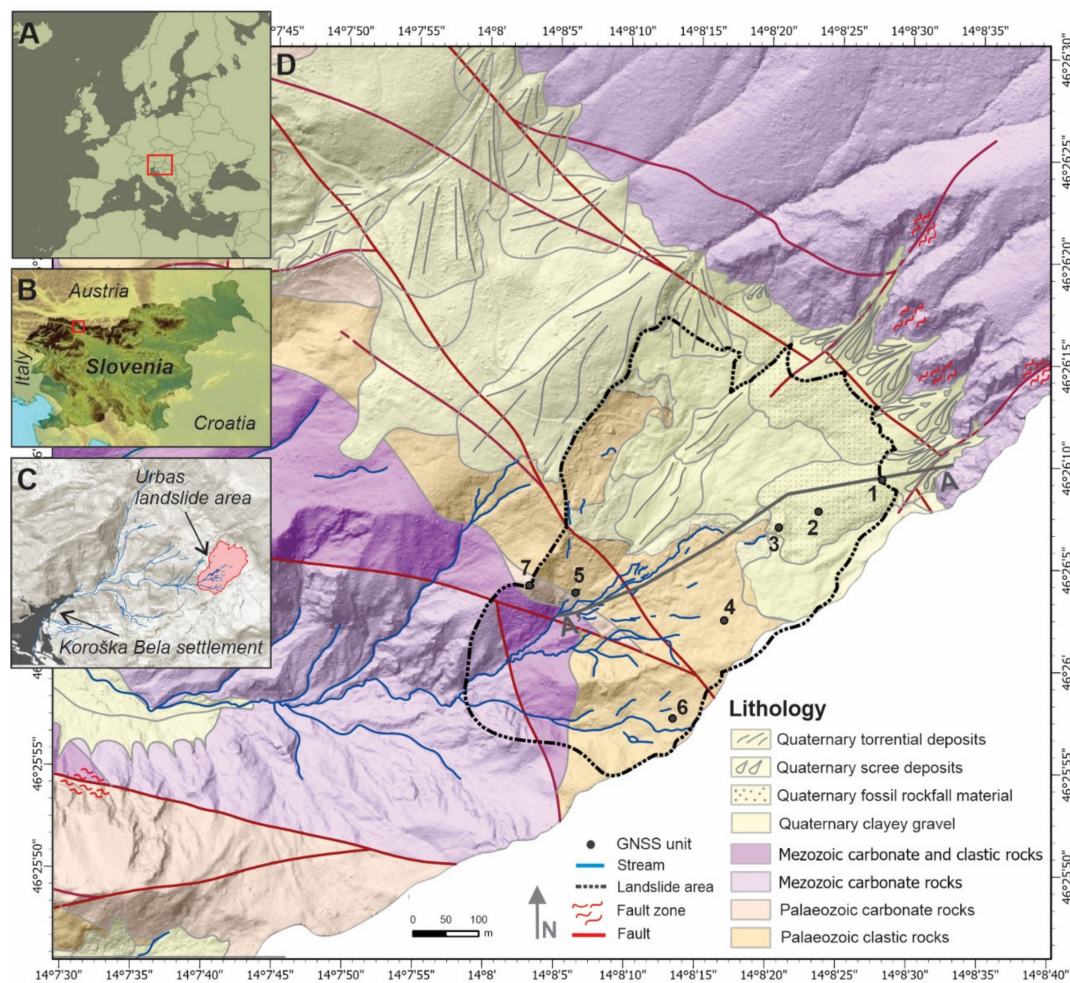 A
B
Austria
Italy
Slovenia
Croatia
C
Urbas
landslide area
Koroška Bela settlement
D
14°7'45"
14°7'50"
14°7'55"
14°8'
14°8'5"
14°8'10"
14°8'15"
14°8'20"
14°8'25"
14°8'30"
14°8'35"
46°26'30"
46°26'25"
46°26'20"
46°26'15"
46°26'10"
46°26'5"
46°26'
46°25'55"
46°25'50"
1
A
2
3
7
5
A'
4
6
46°25'55"
46°25'50"
Lithology
Quaternary torrential deposits
Quaternary scree deposits
Quaternary fossil rockfall material
Quaternary clayey gravel
Mezozoic carbonate and clastic rocks
Mezozoic carbonate rocks
Palaeozoic carbonate rocks
Palaeozoic clastic rocks
GNSS unit
Stream
Landslide area
Fault zone
Fault
N
0 50 100
m
14°7'30"
14°7'35"
14°7'40"
14°7'45"
14°7'50"
14°7'55"
14°8'
14°8'5"
14°8'10"
14°8'15"
14°8'20"
14°8'25"
14°8'30"
14°8'35"
14°8'40"